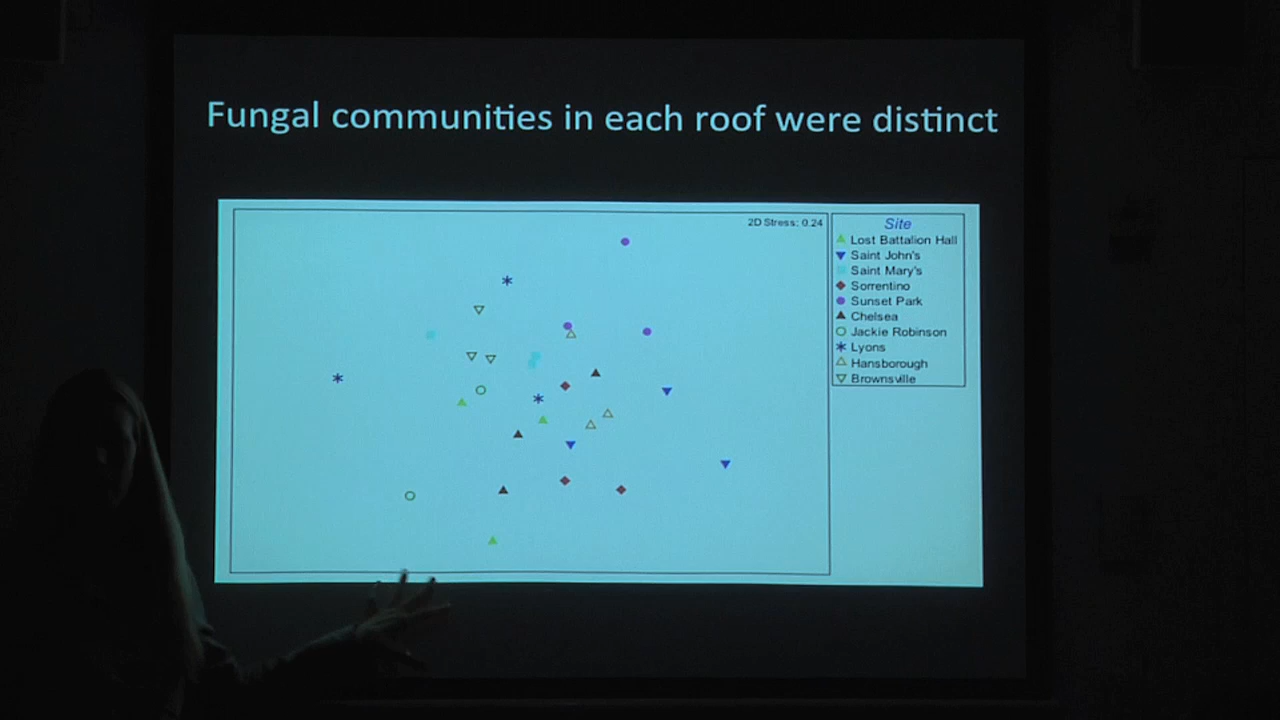 Fungal communities in each roof were distinct
2D Stress: 0.24
Site
Lost Battalion Hall
Saint John's
Saint Mary's
Sorrentino
Sunset Park
Chelsea
Jackie Robinson
Lyons
Hansborough
Brownsville